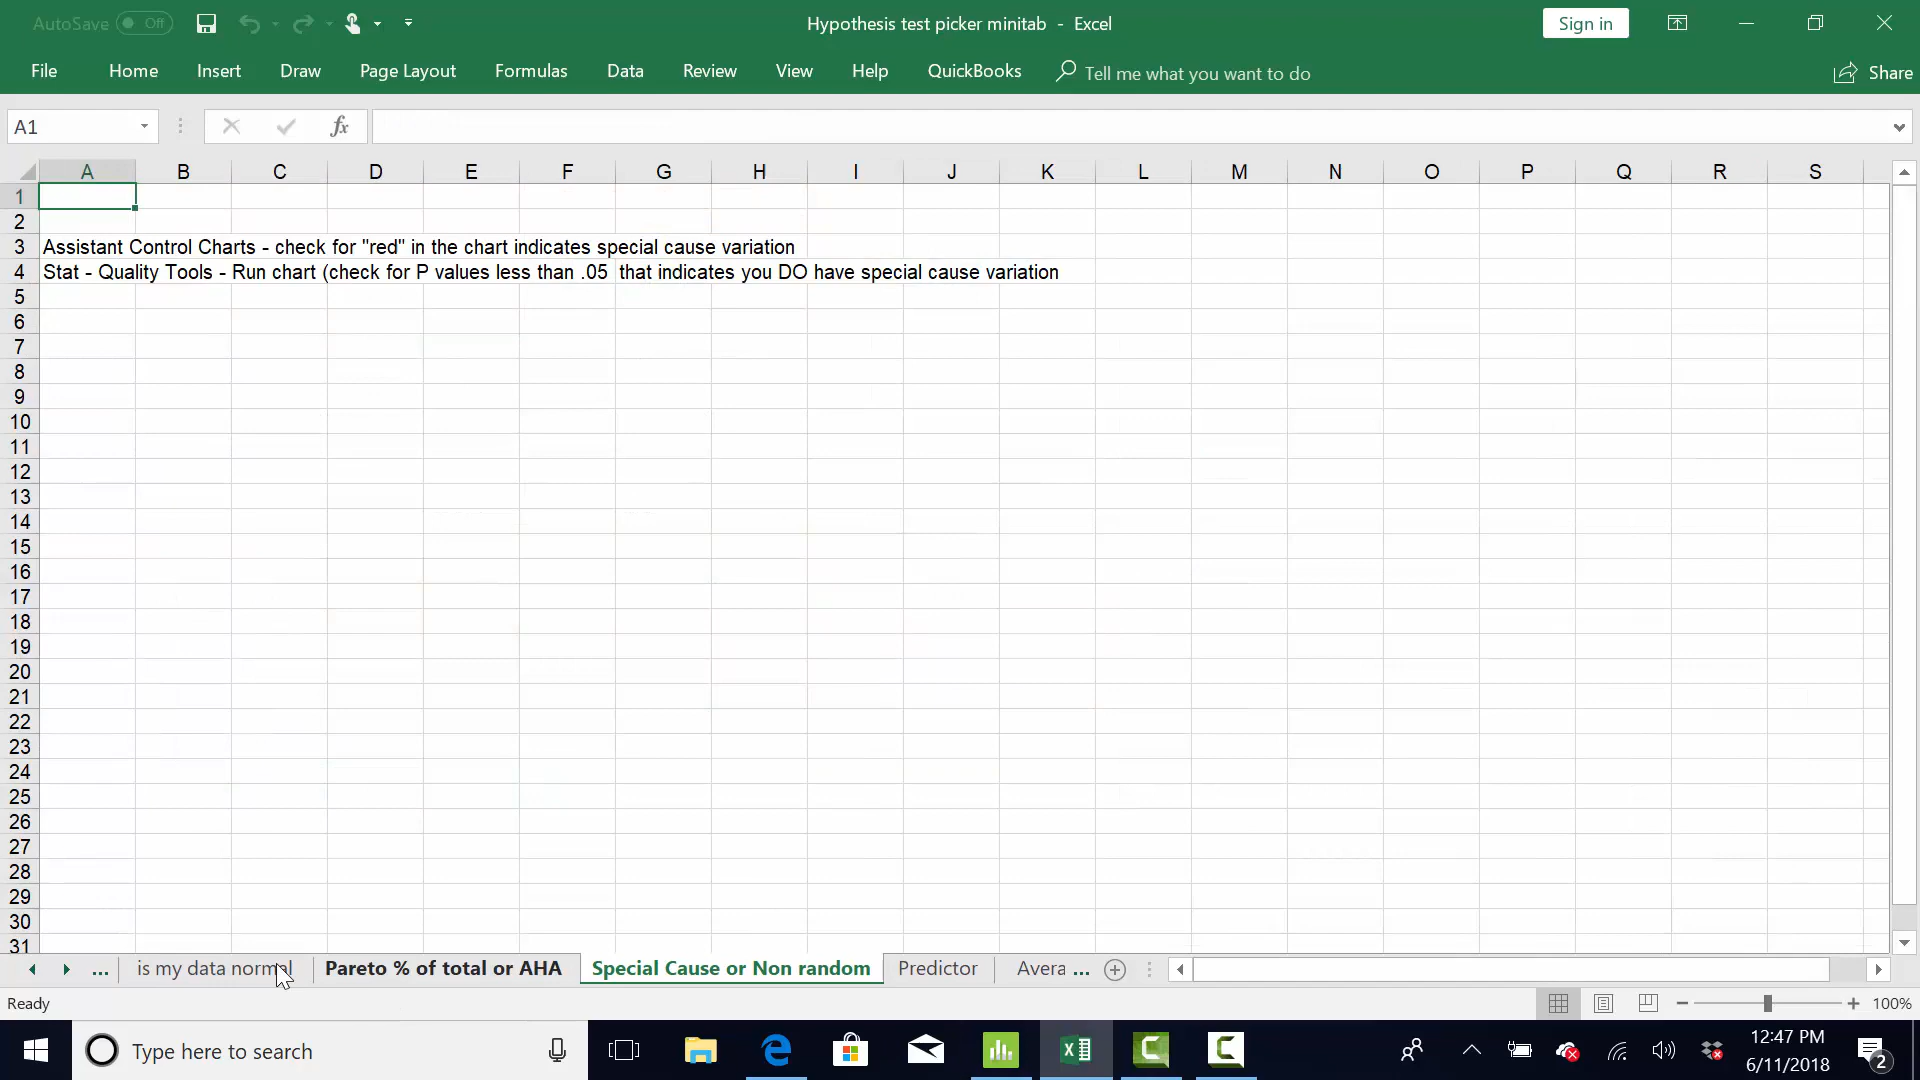 AutoSave Off
Hypothesis test picker minitab - Excel
Sign in
File Home Insert Draw Page Layout Formulas Data Review View Help QuickBooks Tell me what you want to do Share
A1 fx
A B C D E F G H I J K L M N O P Q R S
1
2
3 Assistant Control Charts - check for "red" in the chart indicates special cause variation
4 Stat - Quality Tools - Run chart (check for P values less than .05 that indicates you DO have special cause variation
5
6
7
8
9
10
11
12
13
14
15
16
17
18
19
20
21
22
23
24
25
26
27
28
29
30
31
... is my data normal Pareto % of total or AHA Special Cause or Non random Predictor Avera ...
Ready 100%
Type here to search
12:47 PM
6/11/2018
2